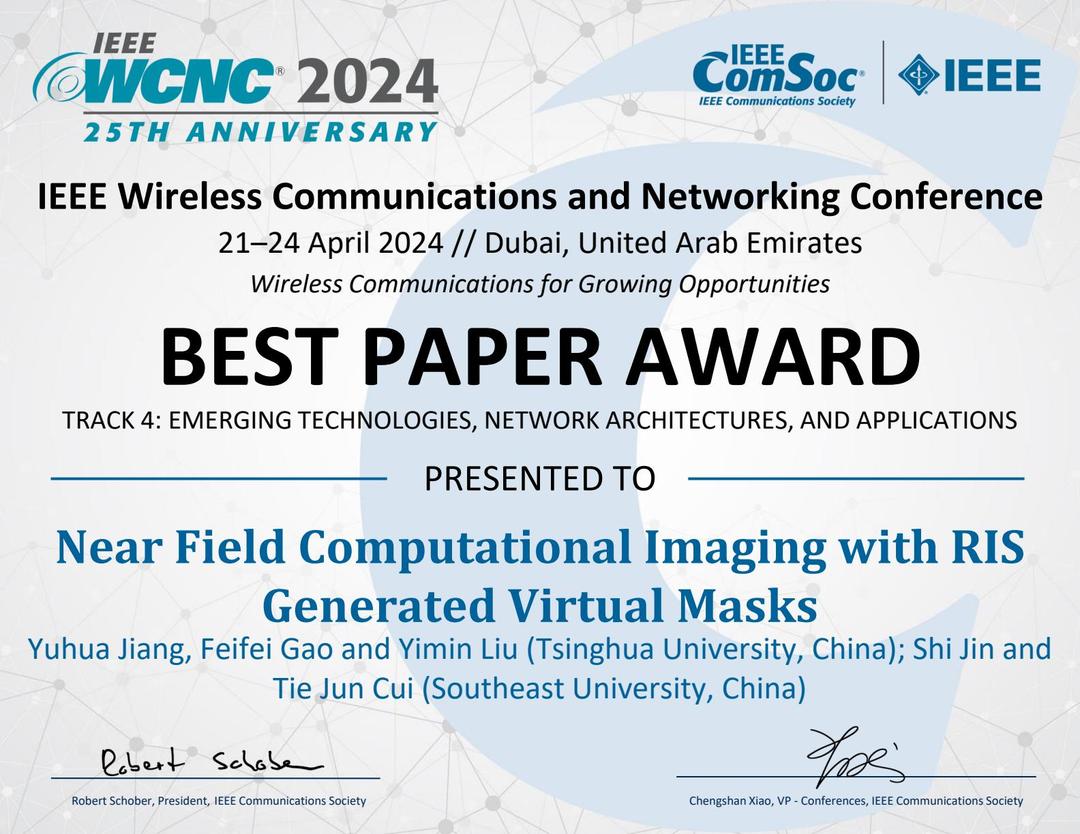 IEEE
WCNC® 2024
25TH ANNIVERSARY
IEEE
ComSoc®
IEEE Communications Society
IEEE
IEEE Wireless Communications and Networking Conference
21–24 April 2024 // Dubai, United Arab Emirates
Wireless Communications for Growing Opportunities
BEST PAPER AWARD
TRACK 4: EMERGING TECHNOLOGIES, NETWORK ARCHITECTURES, AND APPLICATIONS
PRESENTED TO
Near Field Computational Imaging with RIS
Generated Virtual Masks
Yuhua Jiang, Feifei Gao and Yimin Liu (Tsinghua University, China); Shi Jin and
Tie Jun Cui (Southeast University, China)
Robert Schober
Robert Schober, President, IEEE Communications Society
Chengshan Xiao, VP - Conferences, IEEE Communications Society